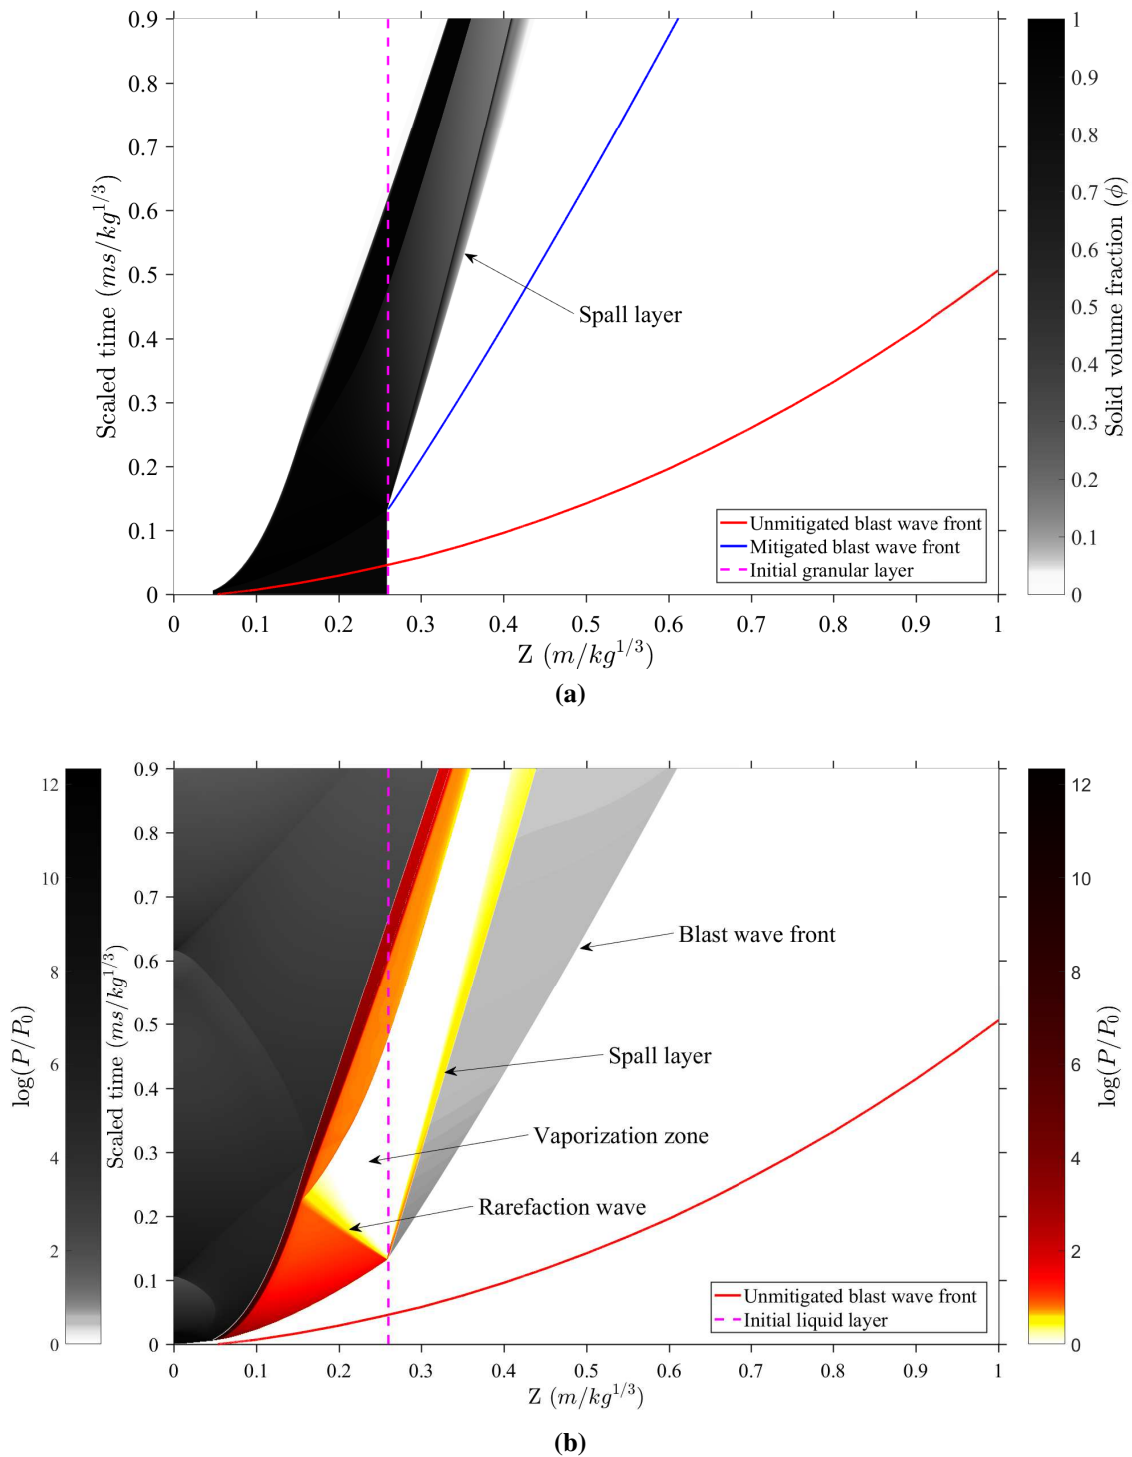 0.9
0.8
0.7
0.6
0.5
0.4
0.3
0.2
0.1
0
Scaled time (ms/kg^{1/3})
Spall layer
Unmitigated blast wave front
Mitigated blast wave front
Initial granular layer
0 0.1 0.2 0.3 0.4 0.5 0.6 0.7 0.8 0.9 1
Z (m/kg^{1/3})
1
0.9
0.8
0.7
0.6
0.5
0.4
0.3
0.2
0.1
0
Solid volume fraction (ϕ)
(a)
12
10
8
6
4
2
0
log(P/P_0)
0.9
0.8
0.7
0.6
0.5
0.4
0.3
0.2
0.1
0
Scaled time (ms/kg^{1/3})
Blast wave front
Spall layer
Vaporization zone
Rarefaction wave
Unmitigated blast wave front
Initial liquid layer
0 0.1 0.2 0.3 0.4 0.5 0.6 0.7 0.8 0.9 1
Z (m/kg^{1/3})
12
10
8
6
4
2
0
log(P/P_0)
(b)